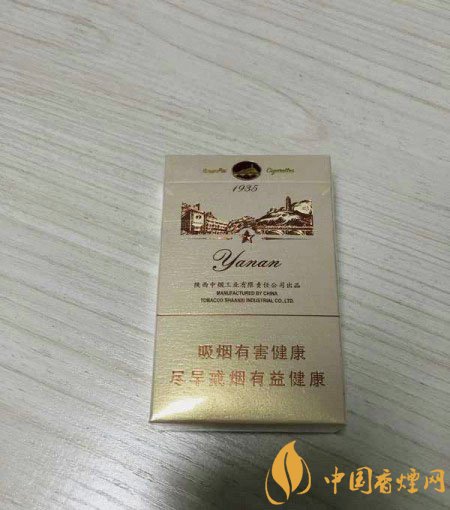 Cigarettes
1935
Yanan
陕西中烟工业有限责任公司出品
MANUFACTURED BY CHINA
TOBACCO SHAANXI INDUSTRIAL CO.,LTD.
吸烟有害健康
尽早戒烟有益健康
中国香煙网